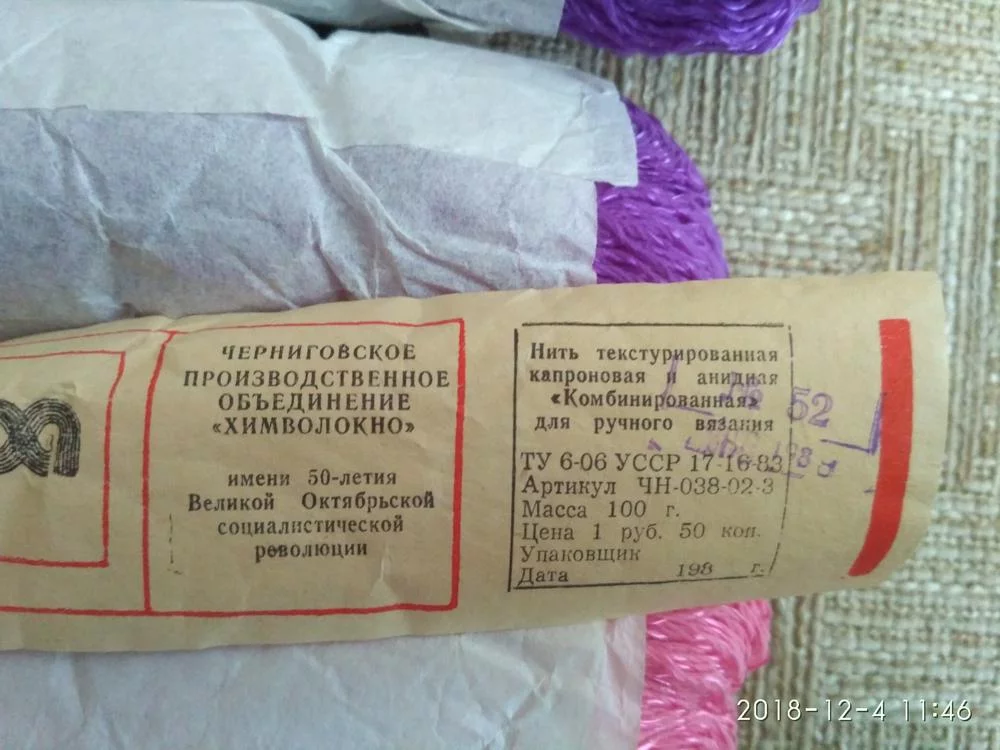 ЧЕРНИГОВСКОЕ
ПРОИЗВОДСТВЕННОЕ
ОБЪЕДИНЕНИЕ
«ХИМВОЛОКНО»
имени 50-летия
Великой Октябрьской
социалистической
революции
Нить текстурированная
капроновая и анидная
«Комбинированная»
для ручного вязания
ТУ 6-06 УССР 17-16-83
Артикул ЧН-038-02-3
Масса 100 г.
Цена 1 руб. 50 коп.
Упаковщик
Дата 198 г.
№ 52
2018-12-4 11:46